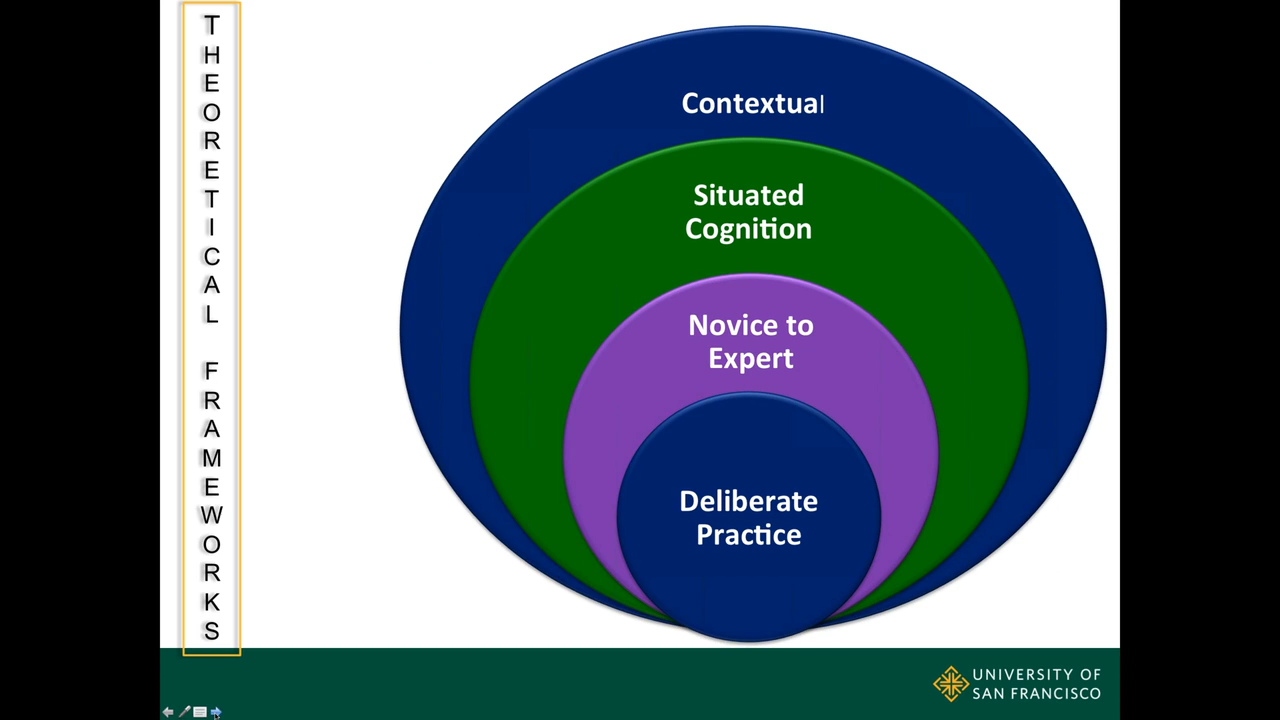 THEORETICAL FRAMEWORKS
Contextual
Situated
Cognition
Novice to
Expert
Deliberate
Practice
UNIVERSITY OF
SAN FRANCISCO